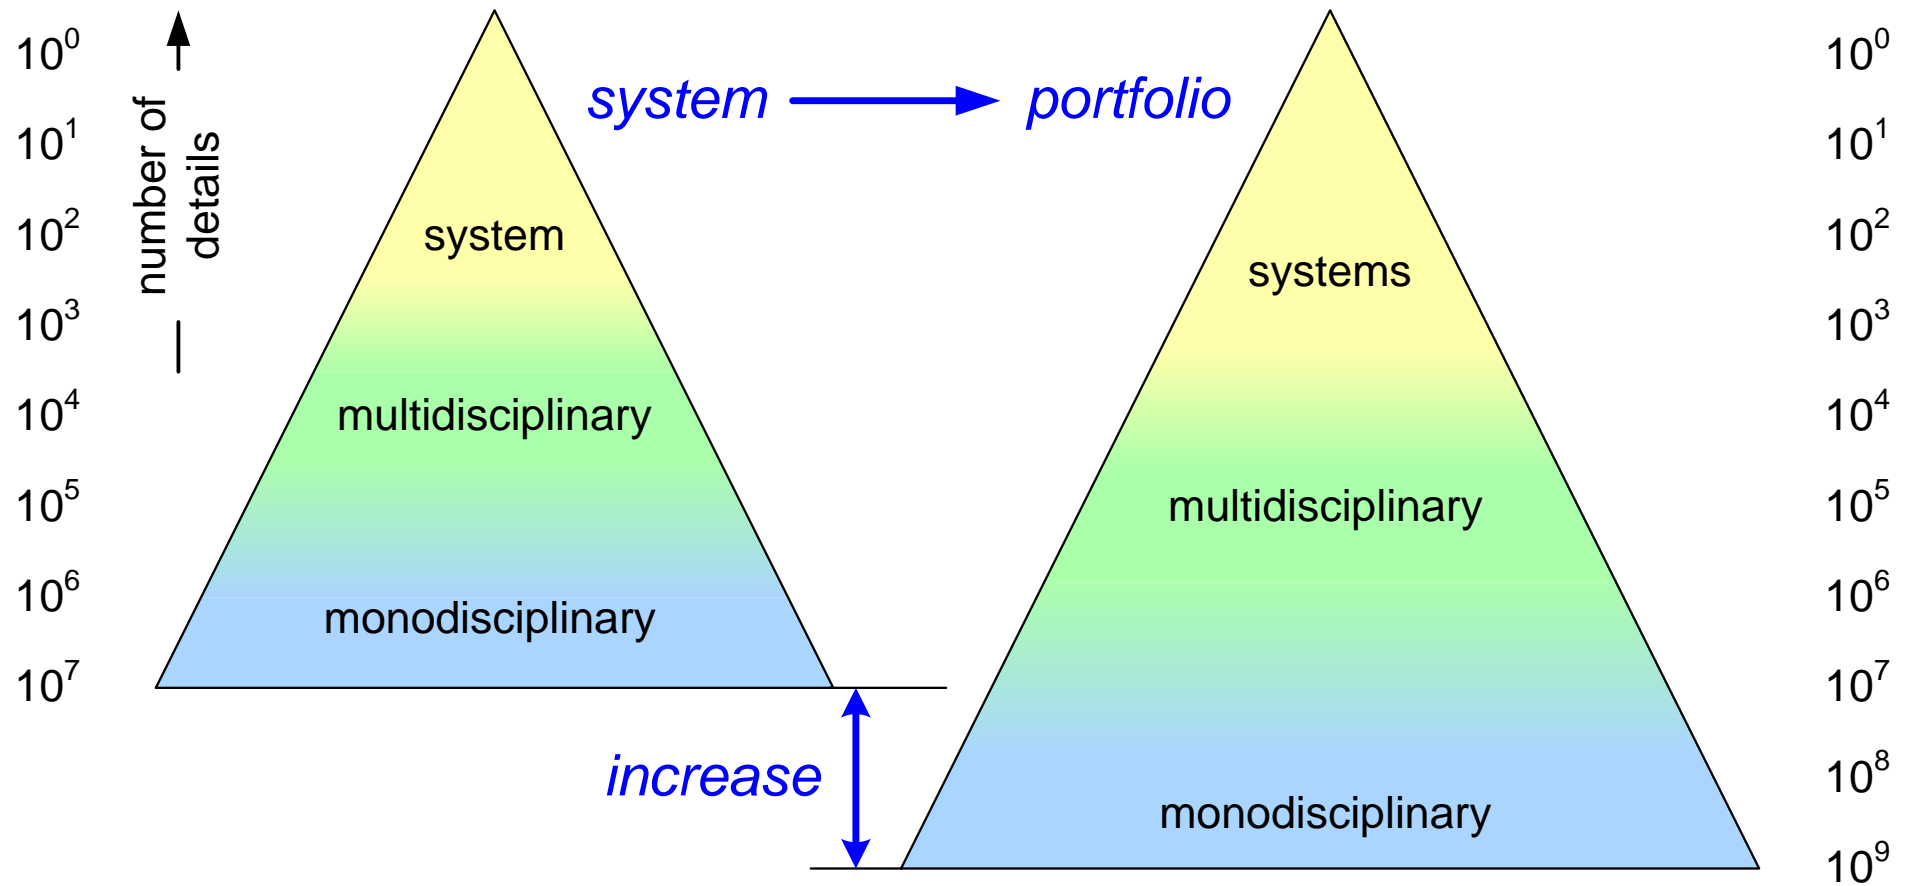 10⁰
10¹
10²
10³
10⁴
10⁵
10⁶
10⁷
number of
details
system
multidisciplinary
monodisciplinary
system
portfolio
increase
systems
multidisciplinary
monodisciplinary
10⁰
10¹
10²
10³
10⁴
10⁵
10⁶
10⁷
10⁸
10⁹